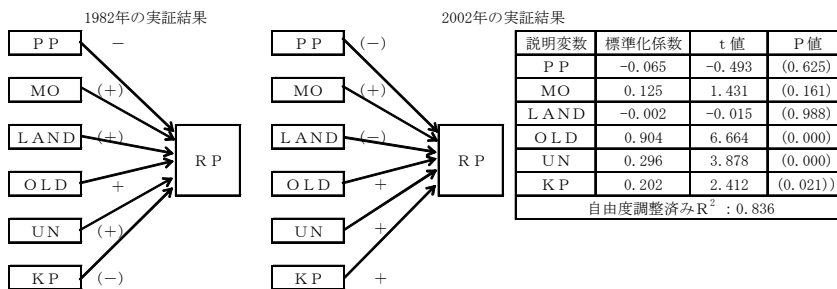 1982年の実証結果
ＰＰ －
ＭＯ (＋)
ＬＡＮＤ (＋)
ＯＬＤ ＋
ＵＮ (＋)
ＫＰ (－)
ＲＰ
2002年の実証結果
ＰＰ (－)
ＭＯ (＋)
ＬＡＮＤ (－)
ＯＬＤ ＋
ＵＮ ＋
ＫＰ ＋
ＲＰ
説明変数 標準化係数 ｔ値 Ｐ値
ＰＰ -0.065 -0.493 (0.625)
ＭＯ 0.125 1.431 (0.161)
ＬＡＮＤ -0.002 -0.015 (0.988)
ＯＬＤ 0.904 6.664 (0.000)
ＵＮ 0.296 3.878 (0.000)
ＫＰ 0.202 2.412 (0.021))
自由度調整済みＲ²：0.836